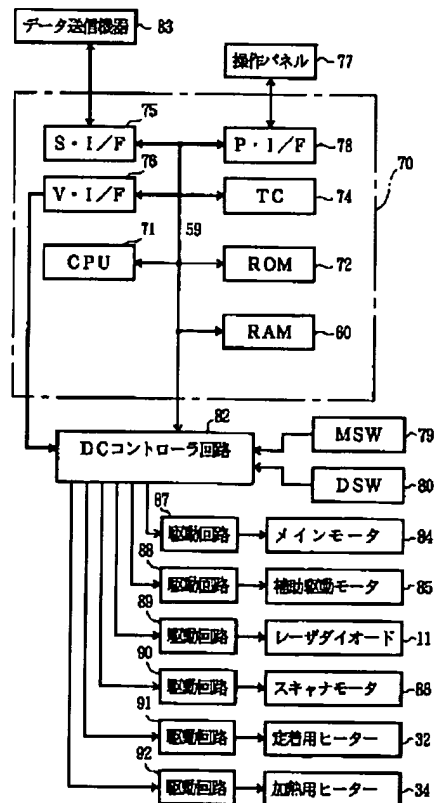 データ送信機器 83
操作パネル 77
75
S・I/F
P・I/F 78
76
V・I/F
TC 74
70
71
59
CPU
ROM 72
RAM 60
82
DCコントローラ回路
MSW 79
DSW 80
87
駆動回路 メインモータ 84
88
駆動回路 補助駆動モータ 85
89
駆動回路 レーザダイオード 11
90
駆動回路 スキャナモータ 86
91
駆動回路 定着用ヒーター 32
92
駆動回路 加熱用ヒーター 34